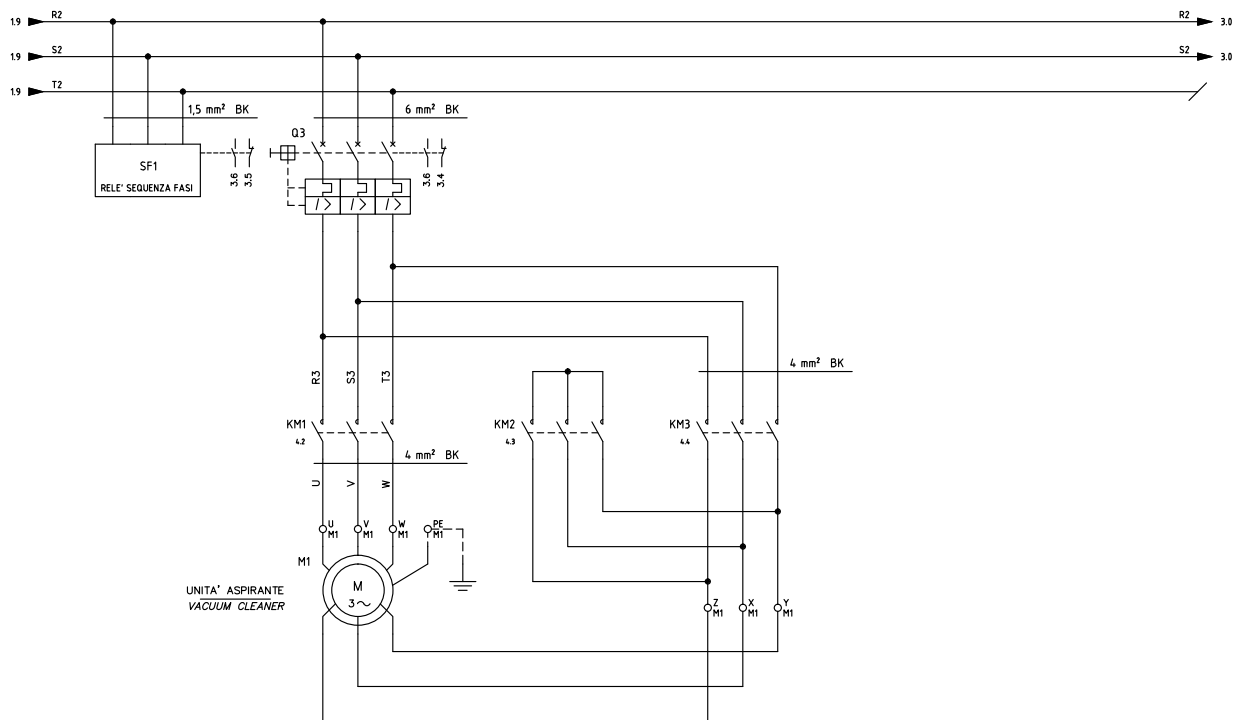 1.9 R2 R2 3.0
1.9 S2 S2 3.0
1.9 T2
1,5 mm² BK
6 mm² BK
Q3
SF1
RELE' SEQUENZA FASI
3.6 3.5
3.6 3.4
4 mm² BK
R3 S3 T3
KM1
4.2
KM2
4.3
KM3
4.4
4 mm² BK
U V W
U M1
V M1
W M1
PE M1
M1
M
3~
UNITA' ASPIRANTE
VACUUM CLEANER
Z M1
X M1
Y M1